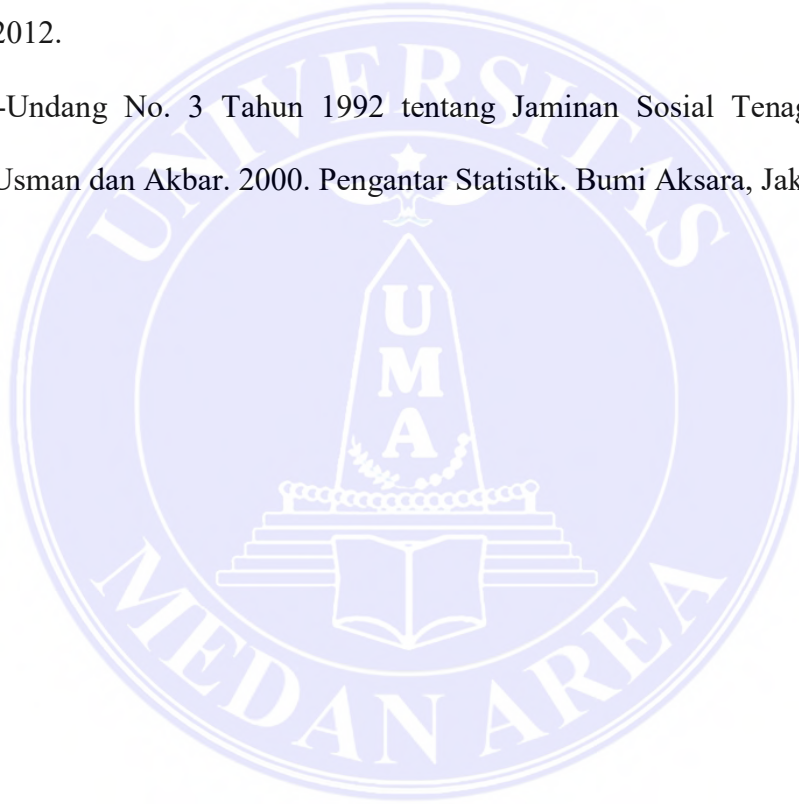 2012.
-Undang No. 3 Tahun 1992 tentang Jaminan Sosial Tenag
Usman dan Akbar. 2000. Pengantar Statistik. Bumi Aksara, Jak
UNIVERSITAS
UMA
MEDAN AREA